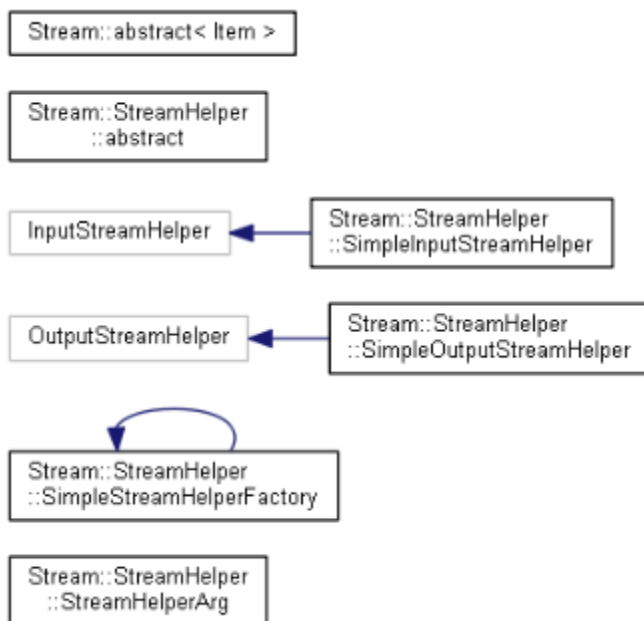 Stream::abstract< Item >
Stream::StreamHelper
::abstract
InputStreamHelper
Stream::StreamHelper
::SimpleInputStreamHelper
OutputStreamHelper
Stream::StreamHelper
::SimpleOutputStreamHelper
Stream::StreamHelper
::SimpleStreamHelperFactory
Stream::StreamHelper
::StreamHelperArg